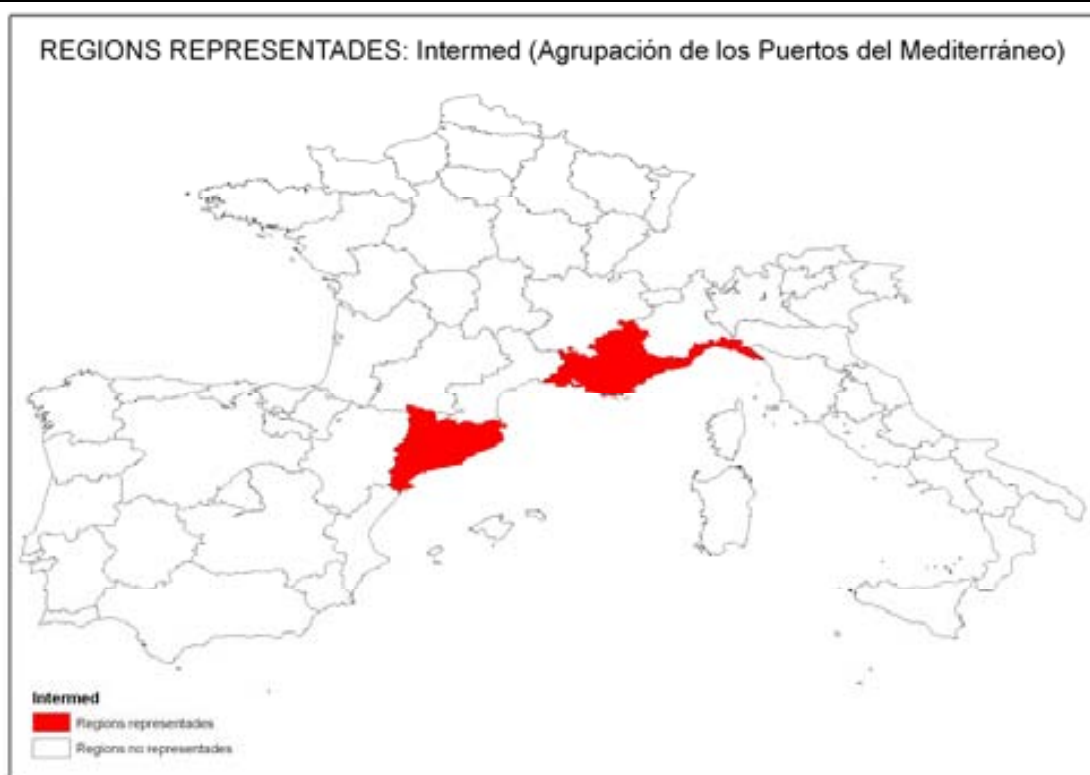 REGIONS REPRESENTADES: Intermed (Agrupación de los Puertos del Mediterráneo)
Intermed
Regions representades
Regions no representades